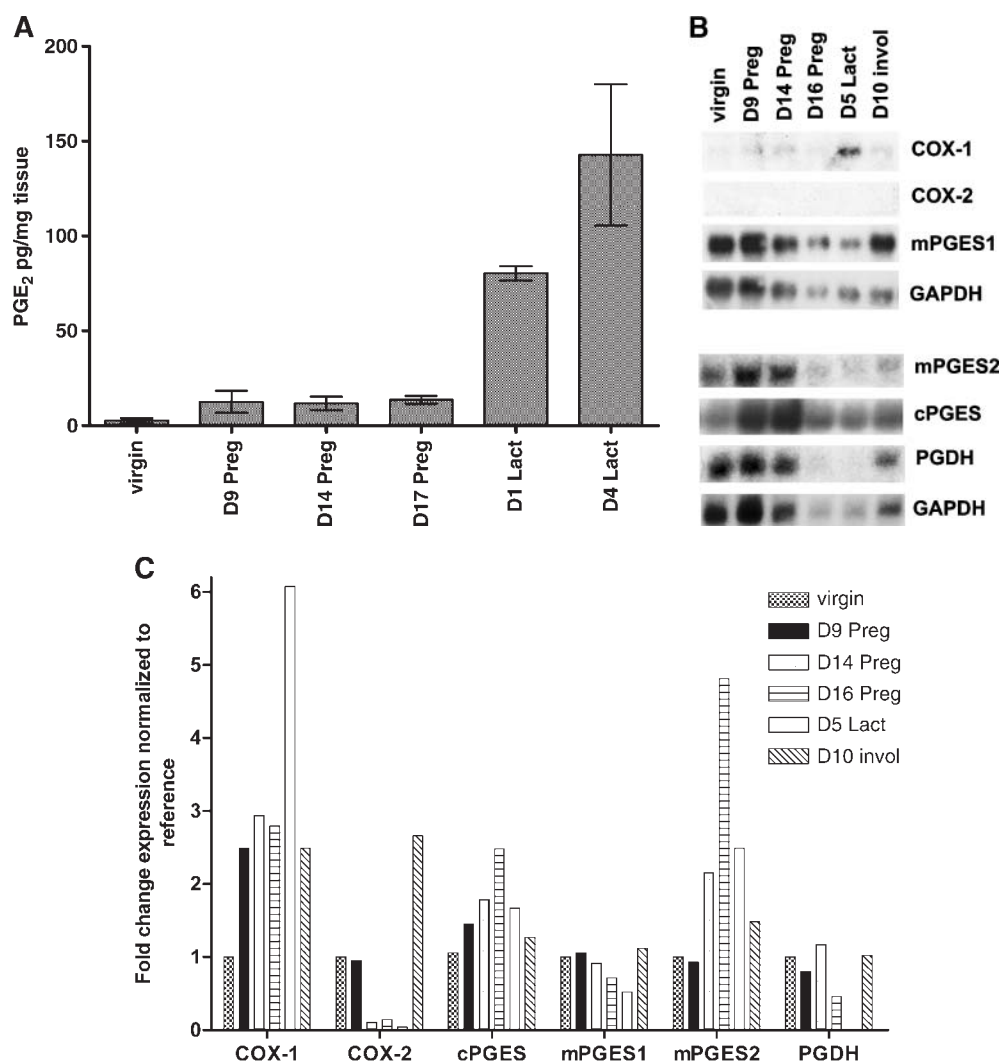 A
PGE2 pg/mg tissue
200
150
100
50
0
virgin
D9 Preg
D14 Preg
D17 Preg
D1 Lact
D4 Lact
B
virgin
D9 Preg
D14 Preg
D16 Preg
D5 Lact
D10 invol
COX-1
COX-2
mPGES1
GAPDH
mPGES2
cPGES
PGDH
GAPDH
C
Fold change expression normalized to
reference
6
5
4
3
2
1
0
COX-1
COX-2
cPGES
mPGES1
mPGES2
PGDH
virgin
D9 Preg
D14 Preg
D16 Preg
D5 Lact
D10 invol